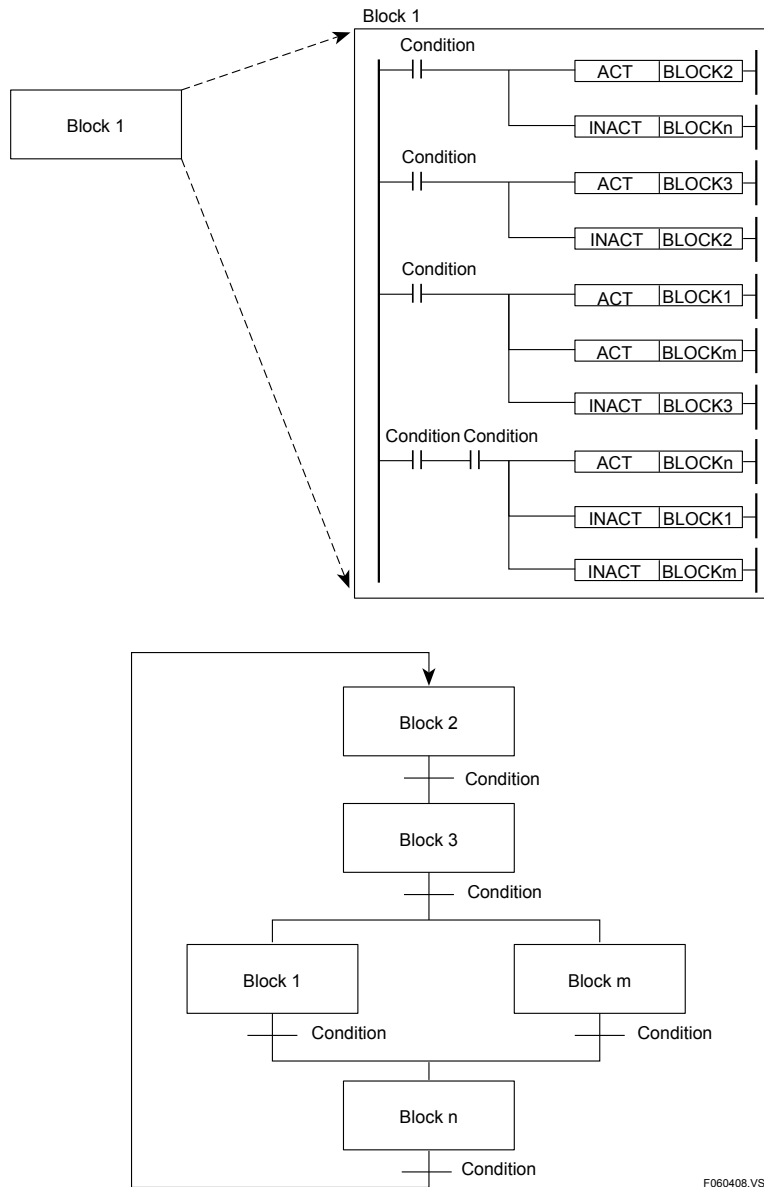 Block 1
Block 1
Condition
ACT BLOCK2
INACT BLOCKn
Condition
ACT BLOCK3
INACT BLOCK2
Condition
ACT BLOCK1
ACT BLOCKm
INACT BLOCK3
Condition Condition
ACT BLOCKn
INACT BLOCK1
INACT BLOCKm
Block 2
Condition
Block 3
Condition
Block 1 Block m
Condition Condition
Block n
Condition
F060408.VS